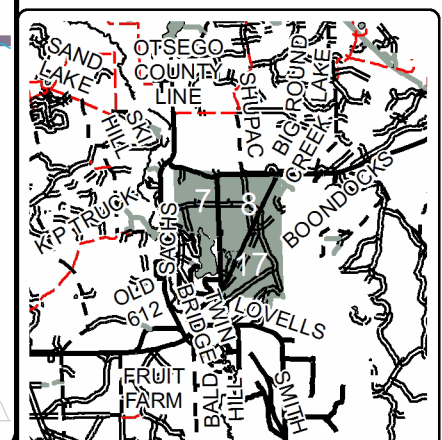 SAND
LAKE
OTSEGO
COUNTY
LINE
SKI
HILL
SHUPAC
BIG
CREEK
ROUND
LAKE
7
8
K.P TRUCK
SACHS
BOONDOCKS
17
OLD
612
BRIDGE
TWIN
LOVELLS
FRUIT
FARM
BALD
HILL
SMITH